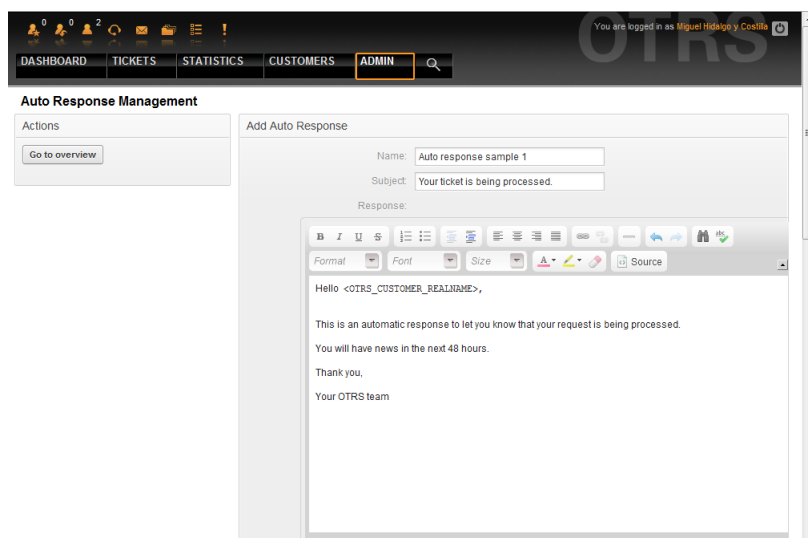 0 0 2
You are logged in as Miguel Hidalgo y Costilla
OTRS
DASHBOARD TICKETS STATISTICS CUSTOMERS ADMIN
Auto Response Management
Actions
Go to overview
Add Auto Response
Name: Auto response sample 1
Subject: Your ticket is being processed.
Response:
B I U S abc
Format Font Size A Source
Hello <OTRS_CUSTOMER_REALNAME>,
This is an automatic response to let you know that your request is being processed.
You will have news in the next 48 hours.
Thank you,
Your OTRS team